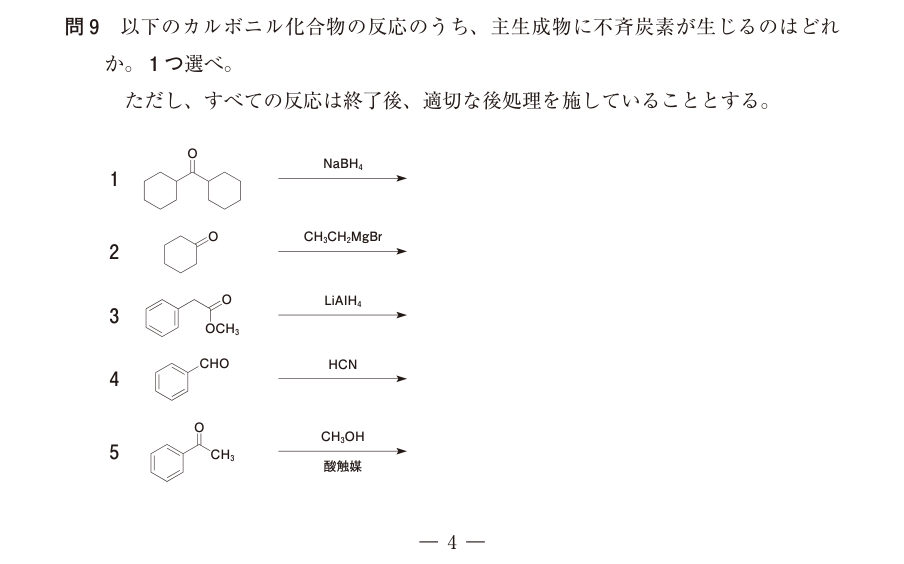 問9 以下のカルボニル化合物の反応のうち、主生成物に不斉炭素が生じるのはどれ
か。1つ選べ。
ただし、すべての反応は終了後、適切な後処理を施していることとする。
1
O
NaBH₄
2
O
CH₃CH₂MgBr
3
O
OCH₃
LiAlH₄
4
CHO
HCN
5
O
CH₃
CH₃OH
酸触媒
― 4 ―